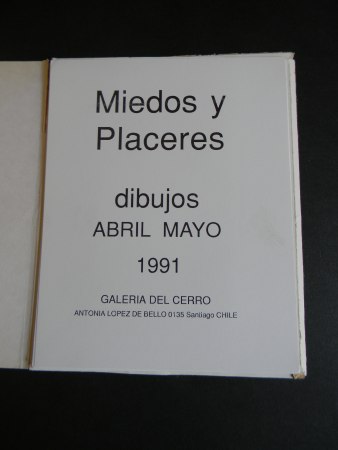 Miedos y
Placeres
dibujos
ABRIL MAYO
1991
GALERIA DEL CERRO
ANTONIA LOPEZ DE BELLO 0135 Santiago CHILE